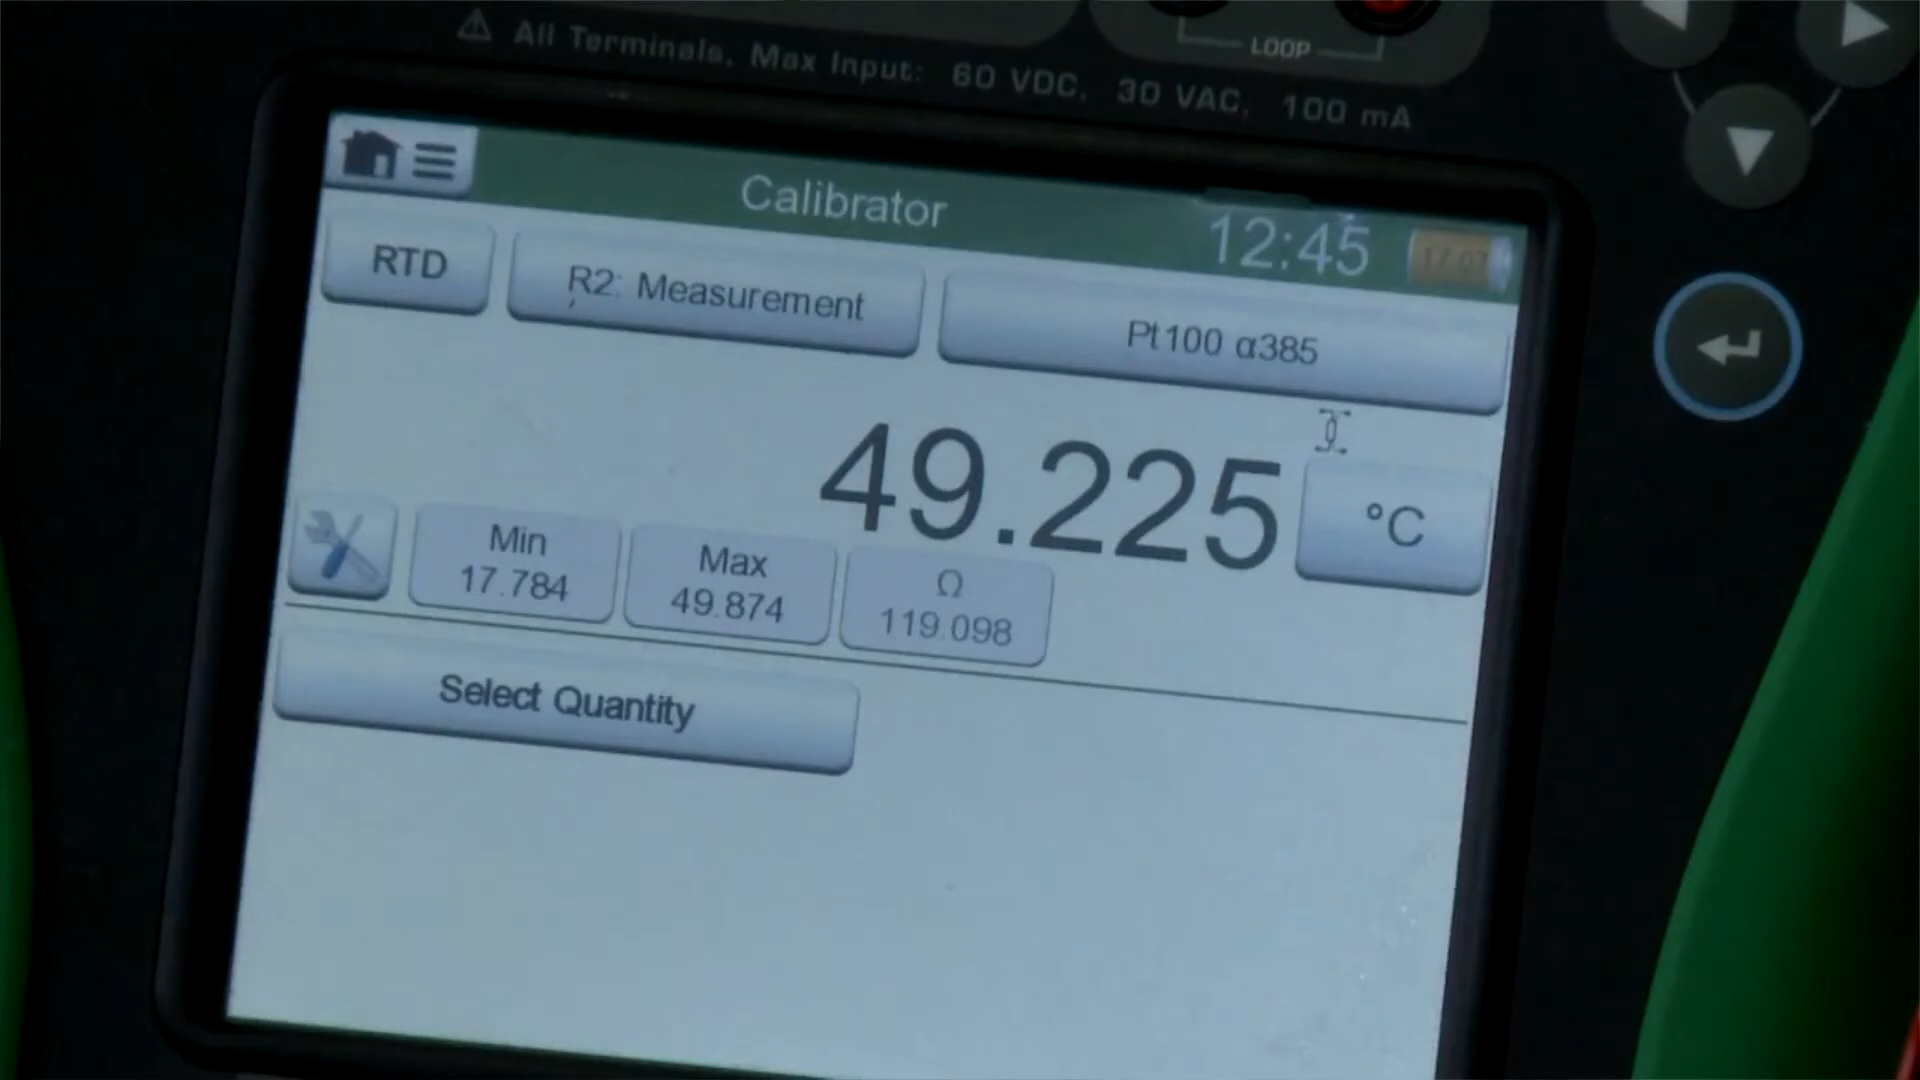 All Terminals, Max Input: 60 VDC, 30 VAC, 100 mA
LOOP
Calibrator
12:45
RTD
R2: Measurement
Pt100 α385
49.225
°C
Min
17.784
Max
49.874
Ω
119.098
Select Quantity